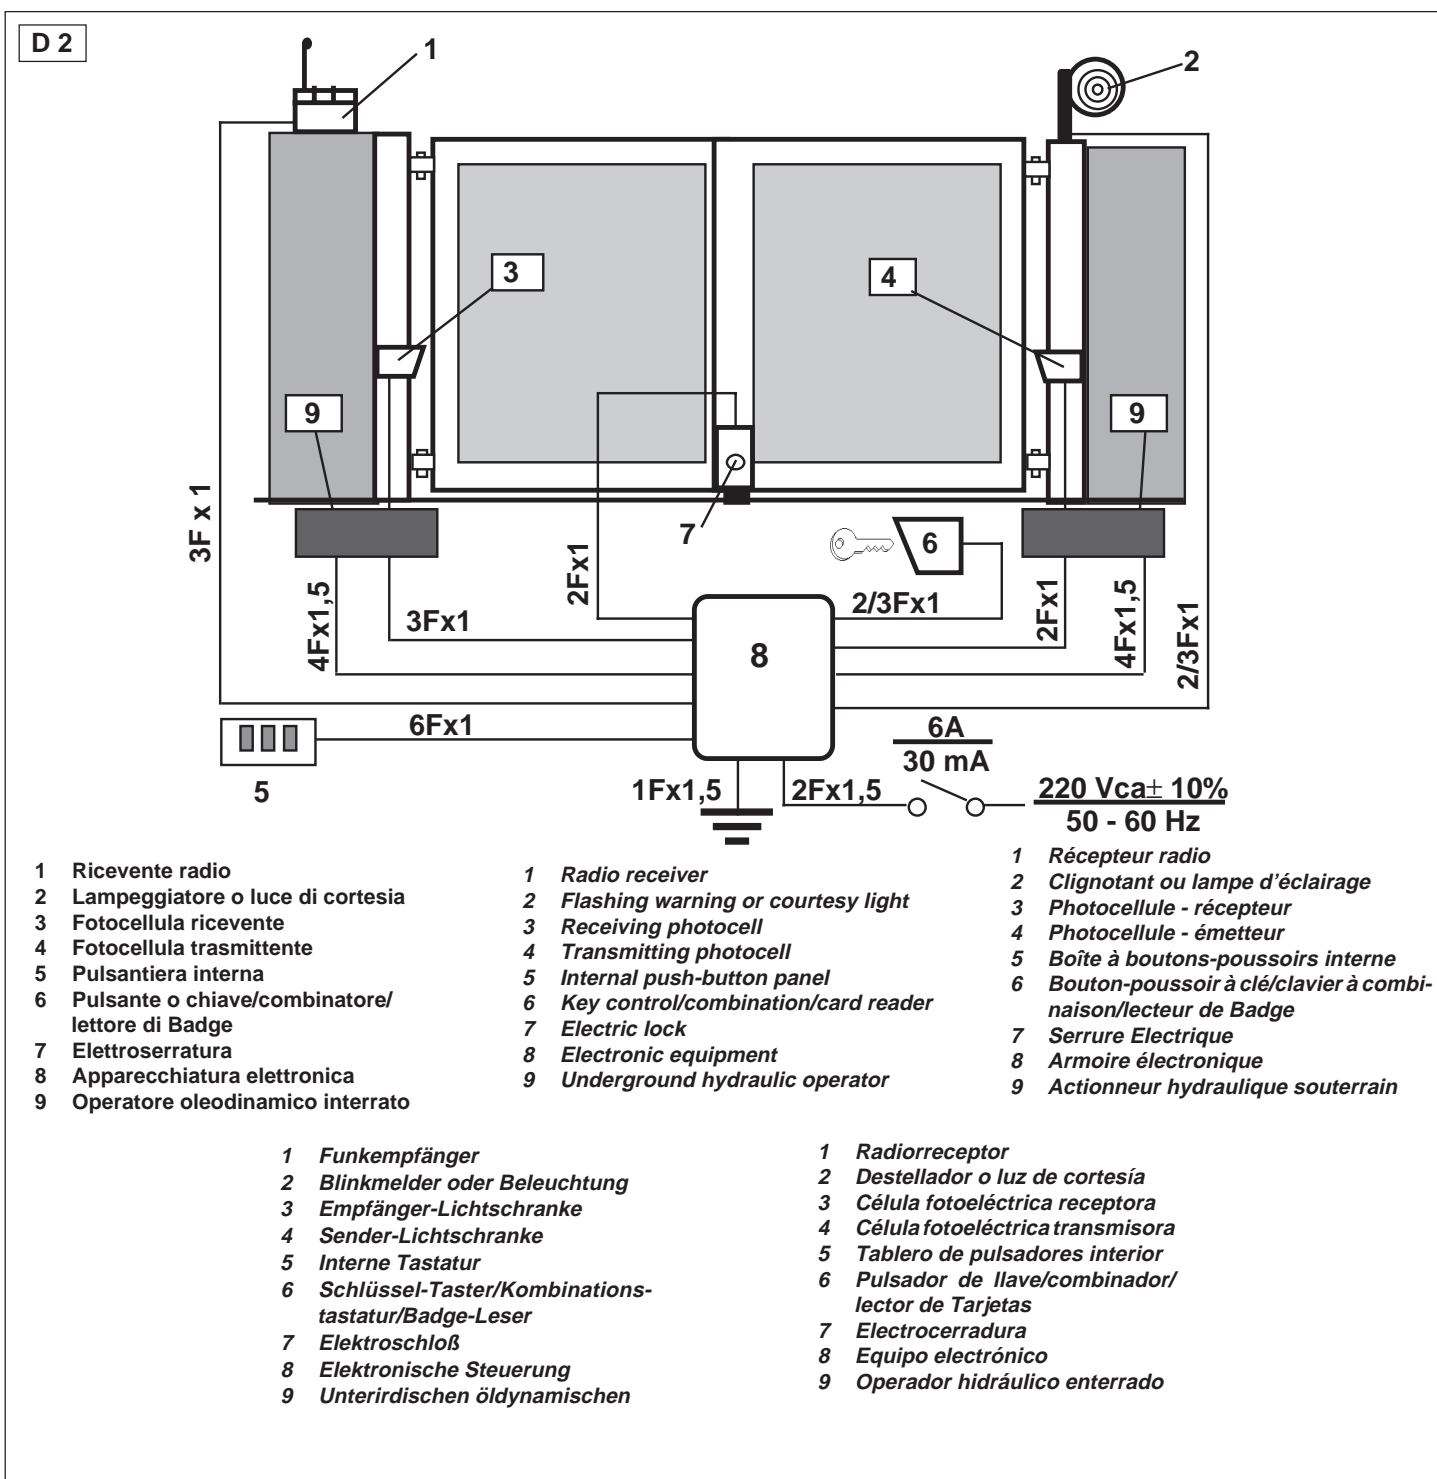 D 2
1
2
3
4
9
9
3F x 1
7
6
2Fx1
4Fx1,5
3Fx1
2/3Fx1
2Fx1
4Fx1,5
2/3Fx1
8
6Fx1
5
6A
30 mA
1Fx1,5
2Fx1,5
220 Vca± 10%
50 - 60 Hz
1 Ricevente radio
2 Lampeggiatore o luce di cortesia
3 Fotocellula ricevente
4 Fotocellula trasmittente
5 Pulsantiera interna
6 Pulsante o chiave/combinatore/
lettore di Badge
7 Elettroserratura
8 Apparecchiatura elettronica
9 Operatore oleodinamico interrato
1 Radio receiver
2 Flashing warning or courtesy light
3 Receiving photocell
4 Transmitting photocell
5 Internal push-button panel
6 Key control/combination/card reader
7 Electric lock
8 Electronic equipment
9 Underground hydraulic operator
1 Récepteur radio
2 Clignotant ou lampe d'éclairage
3 Photocellule - récepteur
4 Photocellule - émetteur
5 Boîte à boutons-poussoirs interne
6 Bouton-poussoir à clé/clavier à combi-
naison/lecteur de Badge
7 Serrure Electrique
8 Armoire électronique
9 Actionneur hydraulique souterrain
1 Funkempfänger
2 Blinkmelder oder Beleuchtung
3 Empfänger-Lichtschranke
4 Sender-Lichtschranke
5 Interne Tastatur
6 Schlüssel-Taster/Kombinations-
tastatur/Badge-Leser
7 Elektroschloß
8 Elektronische Steuerung
9 Unterirdischen öldynamischen
1 Radiorreceptor
2 Destellador o luz de cortesía
3 Célula fotoeléctrica receptora
4 Célula fotoeléctrica transmisora
5 Tablero de pulsadores interior
6 Pulsador de llave/combinador/
lector de Tarjetas
7 Electrocerradura
8 Equipo electrónico
9 Operador hidráulico enterrado